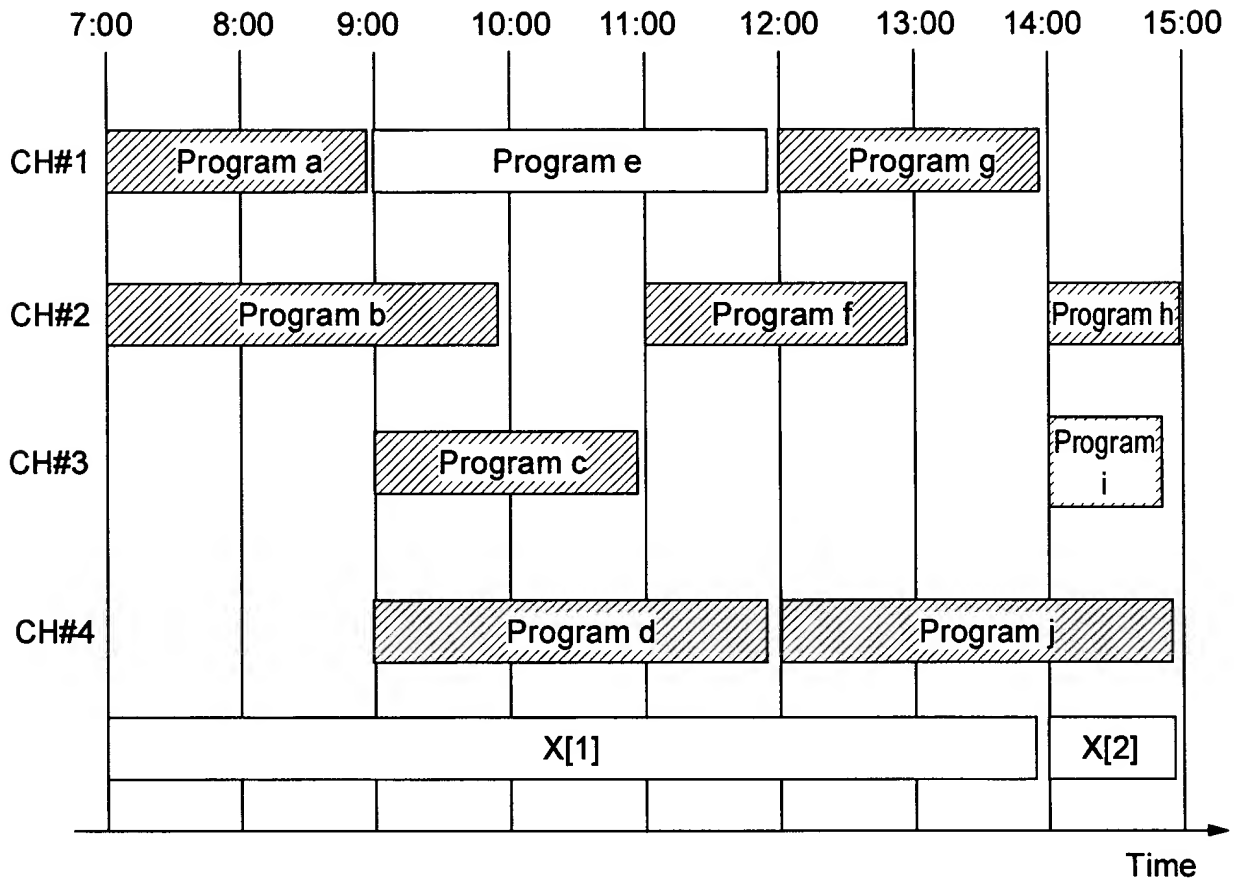 7:00 8:00 9:00 10:00 11:00 12:00 13:00 14:00 15:00
CH#1 Program a Program e Program g
CH#2 Program b Program f Program h
CH#3 Program c Program
i
CH#4 Program d Program j
X[1] X[2]
Time